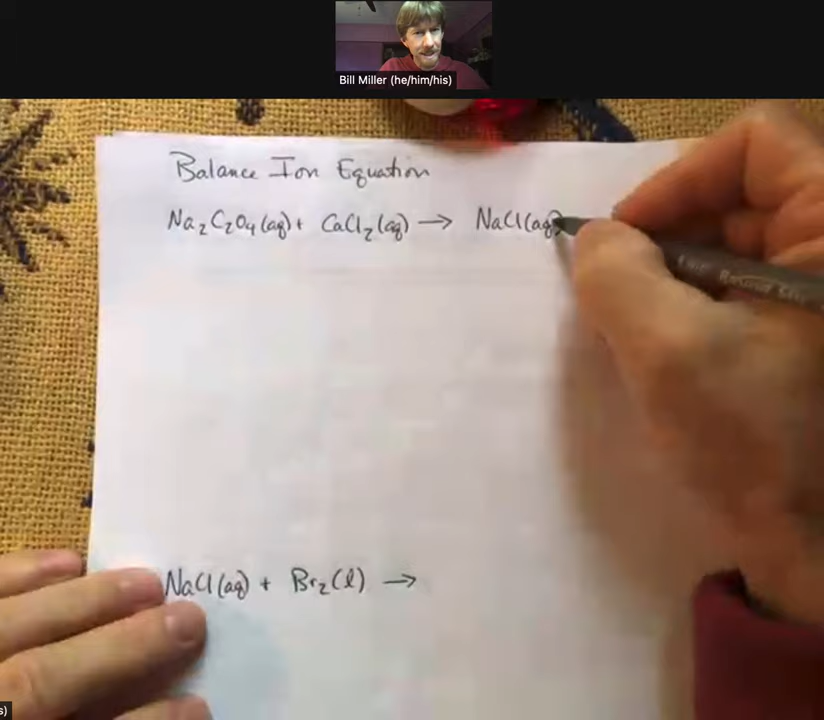 Bill Miller (he/him/his)
Balance Ion Equation
Na₂C₂O₄(aq) + CaCl₂(aq) → NaCl(aq)
NaCl(aq) + Br₂(l) →
s)